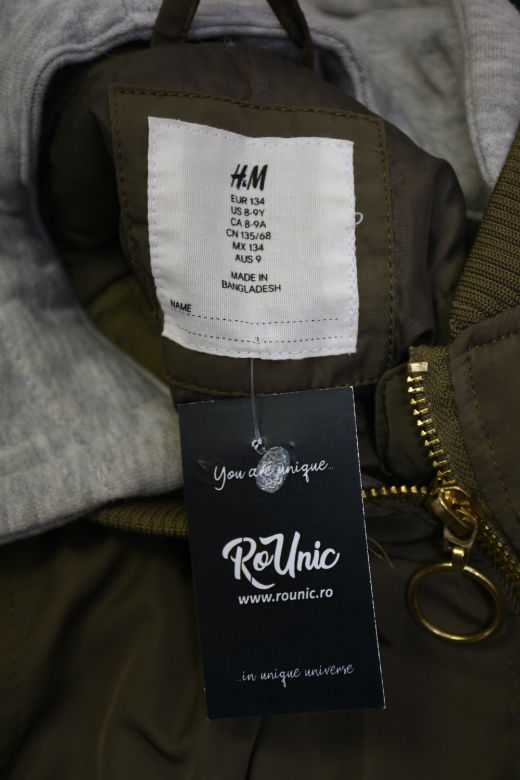 H&M
EUR 134
US 8-9Y
CA 8-9A
CN 135/68
MX 134
AUS 9
MADE IN
BANGLADESH
NAME
You are unique...
RoUnic
www.rounic.ro
...in unique universe